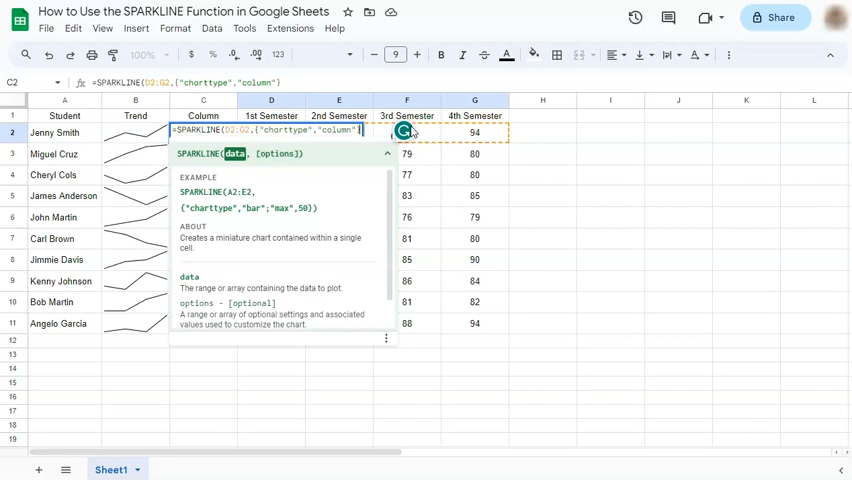 How to Use the SPARKLINE Function in Google Sheets
File Edit View Insert Format Data Tools Extensions Help
Share
100% $ % .0 .00 123 9 B I A
C2 =SPARKLINE(D2:G2,{"charttype","column"}
A B C D E F G H I J K L
1 Student Trend Column 1st Semester 2nd Semester 3rd Semester 4th Semester
2 Jenny Smith =SPARKLINE(D2:G2,{"charttype","column"} 94
3 Miguel Cruz 79 80
4 Cheryl Cols 77 80
5 James Anderson 83 85
6 John Martin 76 79
7 Carl Brown 81 80
8 Jimmie Davis 85 90
9 Kenny Johnson 86 84
10 Bob Martin 81 82
11 Angelo Garcia 88 94
12
13
14
15
16
17
18
19
SPARKLINE(data, [options])
EXAMPLE
SPARKLINE(A2:E2,
{"charttype","bar";"max",50})
ABOUT
Creates a miniature chart contained within a single
cell.
data
The range or array containing the data to plot.
options - [optional]
A range or array of optional settings and associated
values used to customize the chart.
Sheet1